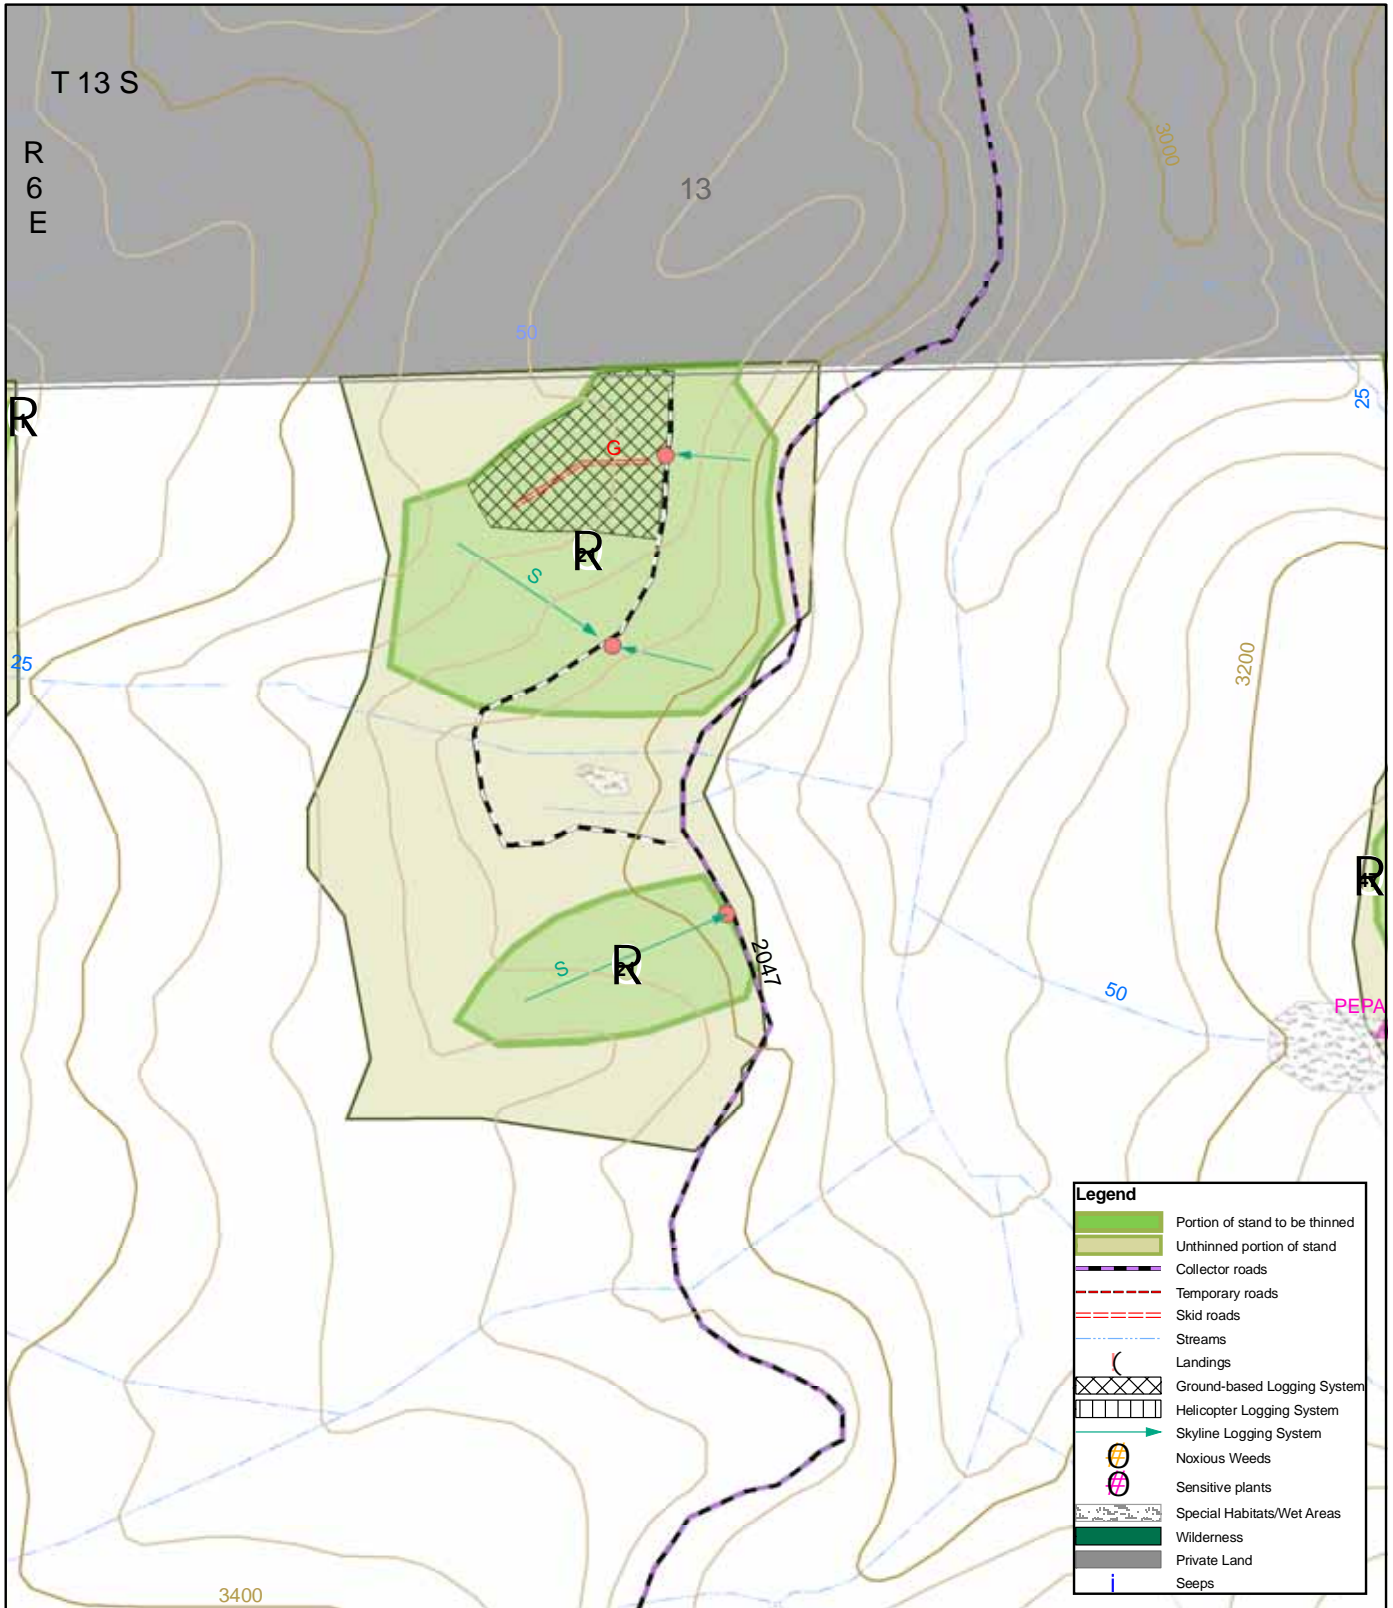 T 13 S
R
6
E
13
3000
50
25
R
G
R
21
S
25
3200
R
S
R
21
2047
50
PEPA
3400
Legend
Portion of stand to be thinned
Unthinned portion of stand
Collector roads
Temporary roads
Skid roads
Streams
Landings
Ground-based Logging System
Helicopter Logging System
Skyline Logging System
Noxious Weeds
Sensitive plants
Special Habitats/Wet Areas
Wilderness
Private Land
Seeps